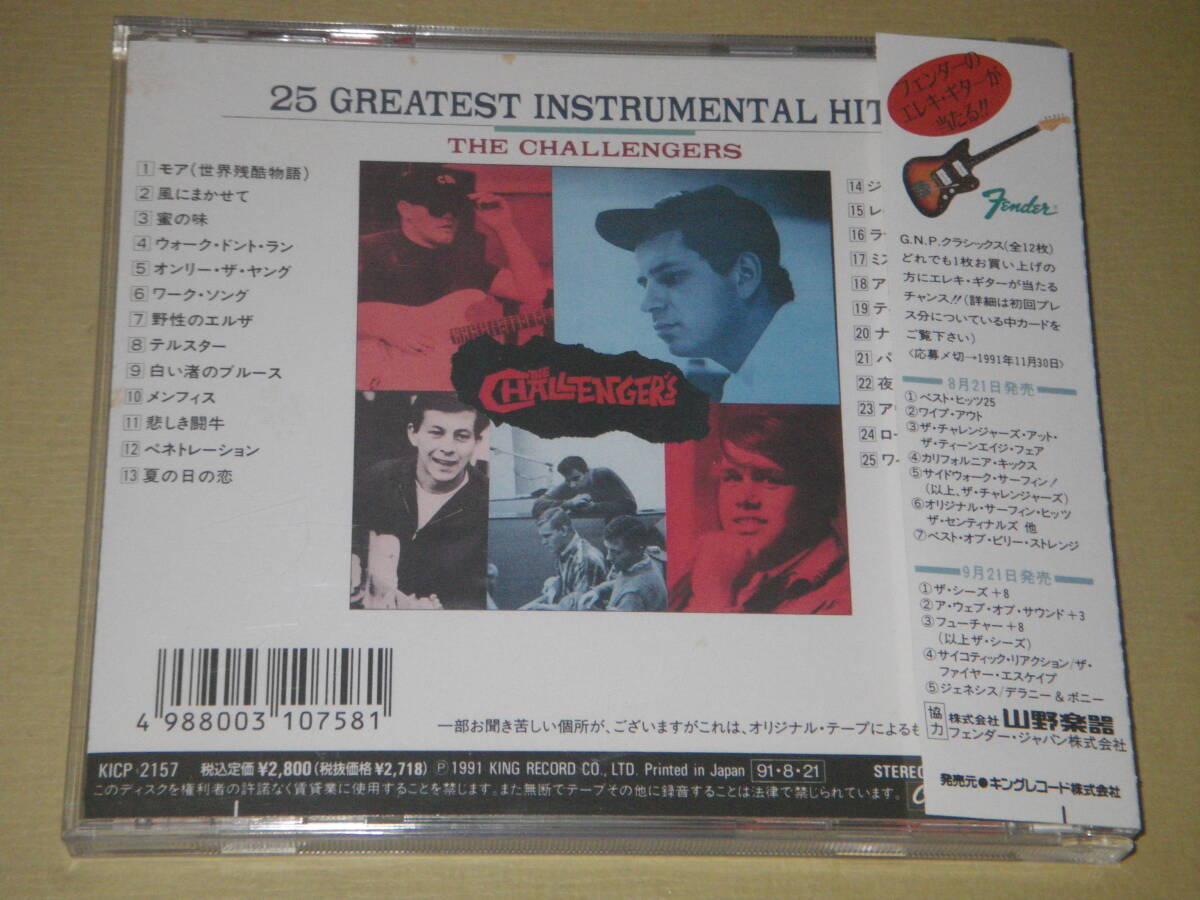 25 GREATEST INSTRUMENTAL HIT
THE CHALLENGERS
1 モア(世界残酷物語)
2 風にまかせて
3 蜜の味
4 ウォーク・ドント・ラン
5 オンリー・ザ・ヤング
6 ワーク・ソング
7 野性のエルザ
8 テルスター
9 白い渚のブルース
10 メンフィス
11 悲しき闘牛
12 ペネトレーション
13 夏の日の恋
THE CHALLENGER'S
14 ジ
15 レ
16 ラ
17 ミス
18 ア
19 テ
20 ナ
21 パ
22 夜
23 ア
24 ロー
25 ワ
4 988003 107581
一部お聞き苦しい個所が、ございますがこれは、オリジナル・テープによるも
KICP 2157 税込定価¥2,800(税抜価格¥2,718) Ⓟ1991 KING RECORD CO., LTD. Printed in Japan 91・8・21 STEREO
このディスクを権利者の許諾なく賃貸業に使用することを禁じます。また無断でテープその他に録音することは法律で禁じられています。
フェンダーの
エレキ・ギターが
当たる!!
Fender
G.N.P.クラシックス(全12枚)
どれでも1枚お買い上げの
方にエレキ・ギターが当たる
チャンス!!(詳細は初回プレ
ス分についている中カードを
ご覧下さい)
〈応募〆切→1991年11月30日〉
8月21日発売
①ベスト・ヒッツ25
②ワイプ・アウト
③ザ・チャレンジャーズ・アット・
ザ・ティーンエイジ・フェア
④カリフォルニア・キックス
⑤サイドウォーク・サーフィン!
(以上、ザ・チャレンジャーズ)
⑥オリジナル・サーフィン・ヒッツ
ザ・センティナルズ 他
⑦ベスト・オブ・ビリー・ストレンジ
9月21日発売
①ザ・シーズ+8
②ア・ウェブ・オブ・サウンド+3
③フューチャー+8
(以上ザ・シーズ)
④サイコティック・リアクション/ザ・
ファイヤー・エスケイプ
⑤ジェネシス/デラニー&ボニー
協力 株式会社 山野楽器
フェンダー・ジャパン株式会社
発売元●キングレコード株式会社